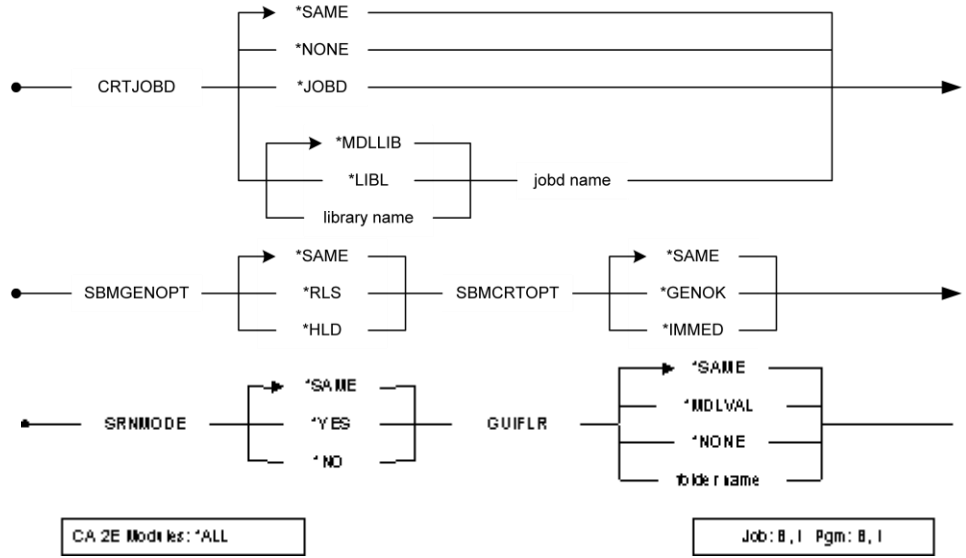 *SAME
*NONE
CRTJOBD *JOBD
*MDLLIB
*LIBL jobd name
library name
*SAME *SAME
SBMGENOPT *RLS SBMCRTOPT *GENOK
*HLD *IMMED
*SAME *SAME
*MDLVAL
SRNMODE *YES GUIFLR
*NONE
*NO
folder name
CA 2E Modules: *ALL Job: B, I Pgm: B, I